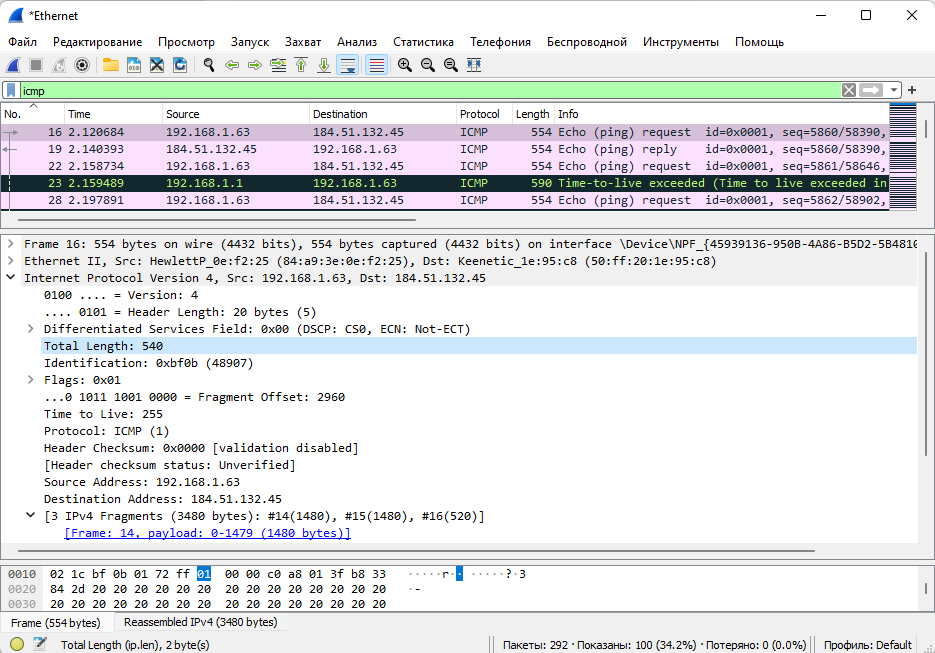 *Ethernet
Файл Редактирование Просмотр Запуск Захват Анализ Статистика Телефония Беспроводной Инструменты Помощь
icmp
No. Time Source Destination Protocol Length Info
16 2.120684 192.168.1.63 184.51.132.45 ICMP 554 Echo (ping) request id=0x0001, seq=5860/58390,
19 2.140393 184.51.132.45 192.168.1.63 ICMP 554 Echo (ping) reply id=0x0001, seq=5860/58390,
22 2.158734 192.168.1.63 184.51.132.45 ICMP 554 Echo (ping) request id=0x0001, seq=5861/58646,
23 2.159489 192.168.1.1 192.168.1.63 ICMP 590 Time-to-live exceeded (Time to live exceeded in
28 2.197891 192.168.1.63 184.51.132.45 ICMP 554 Echo (ping) request id=0x0001, seq=5862/58902,
Frame 16: 554 bytes on wire (4432 bits), 554 bytes captured (4432 bits) on interface \Device\NPF_{45939136-950B-4A86-B5D2-5B4810
Ethernet II, Src: HewlettP_0e:f2:25 (84:a9:3e:0e:f2:25), Dst: Keenetic_1e:95:c8 (50:ff:20:1e:95:c8)
Internet Protocol Version 4, Src: 192.168.1.63, Dst: 184.51.132.45
0100 .... = Version: 4
.... 0101 = Header Length: 20 bytes (5)
Differentiated Services Field: 0x00 (DSCP: CS0, ECN: Not-ECT)
Total Length: 540
Identification: 0xbf0b (48907)
Flags: 0x01
...0 1011 1001 0000 = Fragment Offset: 2960
Time to Live: 255
Protocol: ICMP (1)
Header Checksum: 0x0000 [validation disabled]
[Header checksum status: Unverified]
Source Address: 192.168.1.63
Destination Address: 184.51.132.45
[3 IPv4 Fragments (3480 bytes): #14(1480), #15(1480), #16(520)]
[Frame: 14, payload: 0-1479 (1480 bytes)]
0010 02 1c bf 0b 01 72 ff 01 00 00 c0 a8 01 3f b8 33 ·····r·· ·····?·3
0020 84 2d 20 20 20 20 20 20 20 20 20 20 20 20 20 20 ·-
0030 20 20 20 20 20 20 20 20 20 20 20 20 20 20 20 20
Frame (554 bytes) Reassembled IPv4 (3480 bytes)
Total Length (ip.len), 2 byte(s) Пакеты: 292 · Показаны: 100 (34.2%) · Потеряно: 0 (0.0%) Профиль: Default